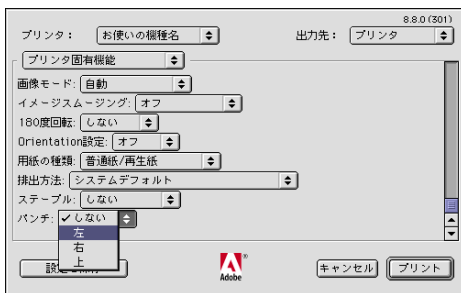 8.8.0 (301)
プリンタ： お使いの機種名 出力先： プリンタ
プリンタ固有機能
画像モード: 自動
イメージスムージング: オフ
180度回転: しない
Orientation設定: オフ
用紙の種類: 普通紙/再生紙
排出方法: システムデフォルト
ステープル: しない
パンチ: ✓しない
左
右
上
Adobe
キャンセル プリント